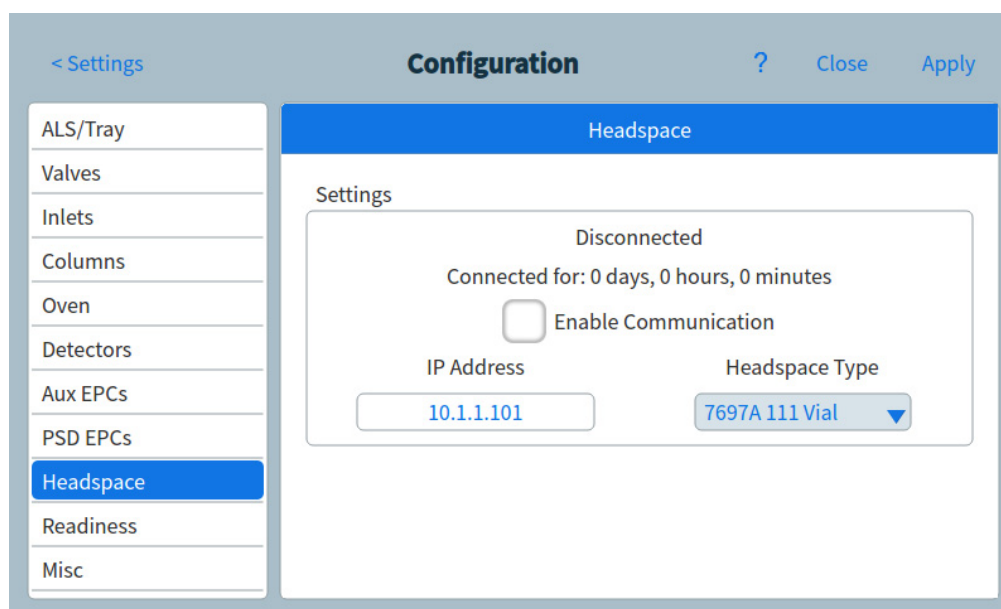 < Settings
Configuration
?
Close
Apply
ALS/Tray
Valves
Inlets
Columns
Oven
Detectors
Aux EPCs
PSD EPCs
Headspace
Readiness
Misc
Headspace
Settings
Disconnected
Connected for: 0 days, 0 hours, 0 minutes
Enable Communication
IP Address
Headspace Type
10.1.1.101
7697A 111 Vial